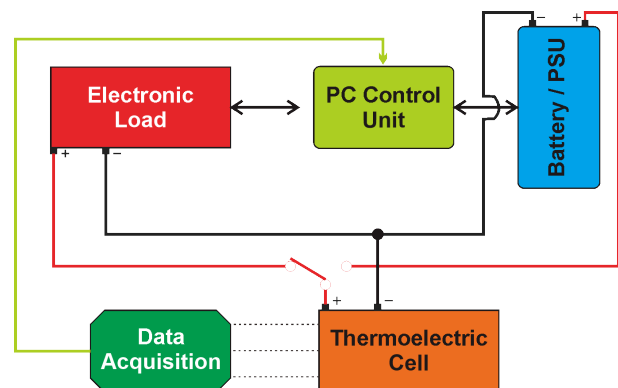 − +
Electronic
Load
PC Control
Unit
Battery / PSU
+ −
+ −
Data
Acquisition
Thermoelectric
Cell